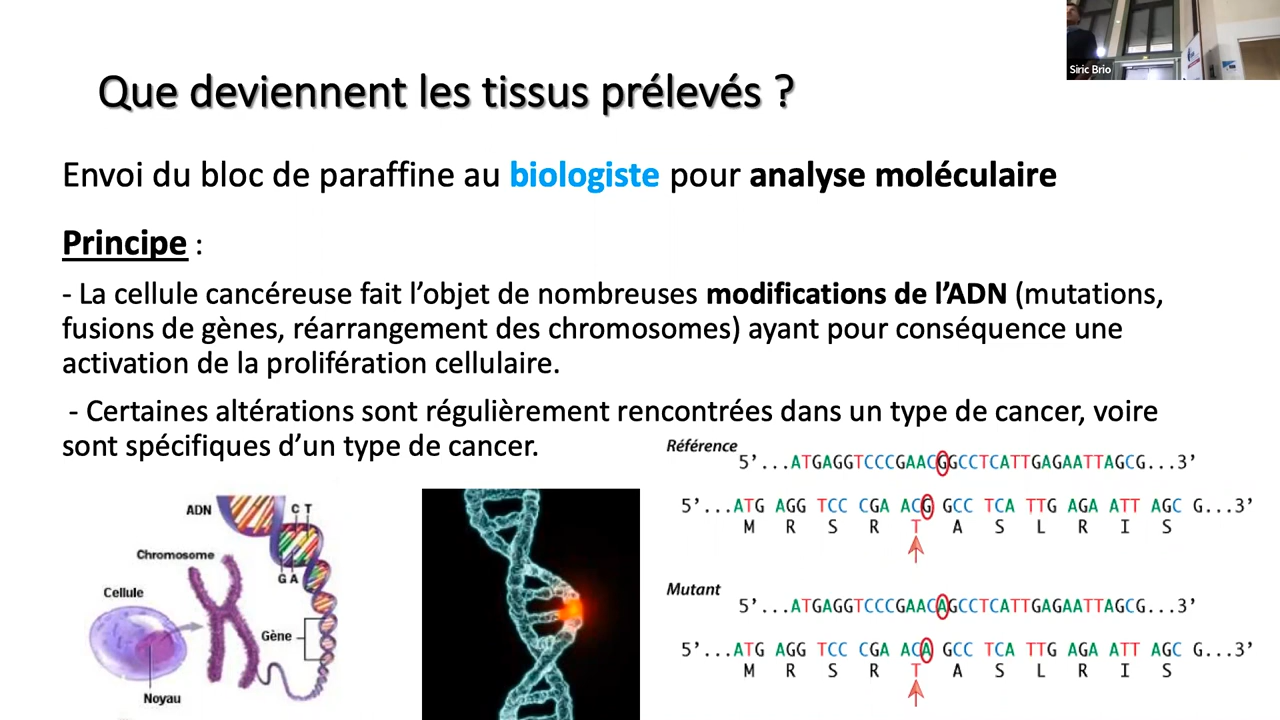 Siric Brio
Que deviennent les tissus prélevés ?
Envoi du bloc de paraffine au biologiste pour analyse moléculaire
Principe :
- La cellule cancéreuse fait l’objet de nombreuses modifications de l’ADN (mutations,
fusions de gènes, réarrangement des chromosomes) ayant pour conséquence une
activation de la prolifération cellulaire.
- Certaines altérations sont régulièrement rencontrées dans un type de cancer, voire
sont spécifiques d’un type de cancer.
Référence
5’...ATGAGGTCCCGAACGGCCTCATTGAGAATTAGCG...3’
5’...ATG AGG TCC CGA ACG GCC TCA TTG AGA ATT AGC G...3’
M R S R T A S L R I S
Mutant
5’...ATGAGGTCCCGAACAGCCTCATTGAGAATTAGCG...3’
5’...ATG AGG TCC CGA ACA GCC TCA TTG AGA ATT AGC G...3’
M R S R T A S L R I S
ADN
C T
Chromosome
G A
Cellule
Gène
Noyau